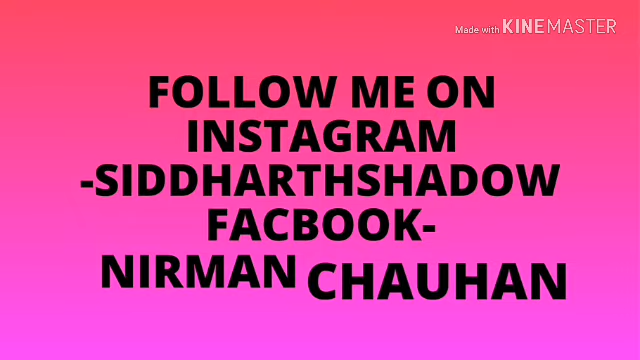 Made with KINEMASTER
FOLLOW ME ON
INSTAGRAM
-SIDDHARTHSHADOW
FACBOOK-
NIRMAN CHAUHAN